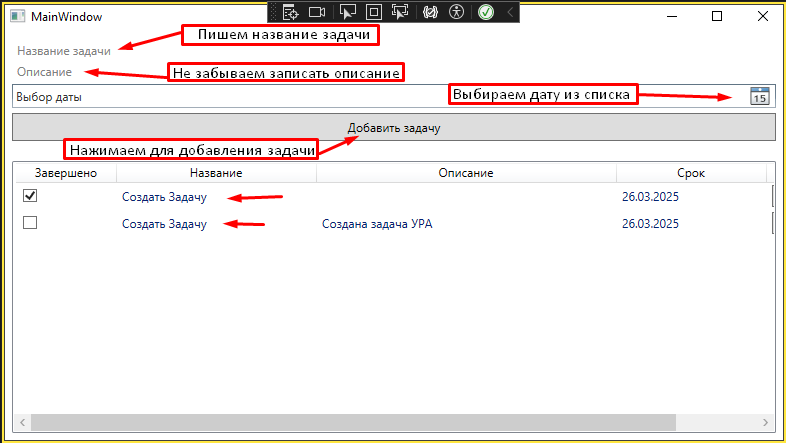 MainWindow
Пишем название задачи
Название задачи
Описание
Не забываем записать описание
Выбор даты
Выбираем дату из списка
15
Добавить задачу
Нажимаем для добавления задачи
Завершено Название Описание Срок
Создать Задачу 26.03.2025
Создать Задачу Создана задача УРА 26.03.2025